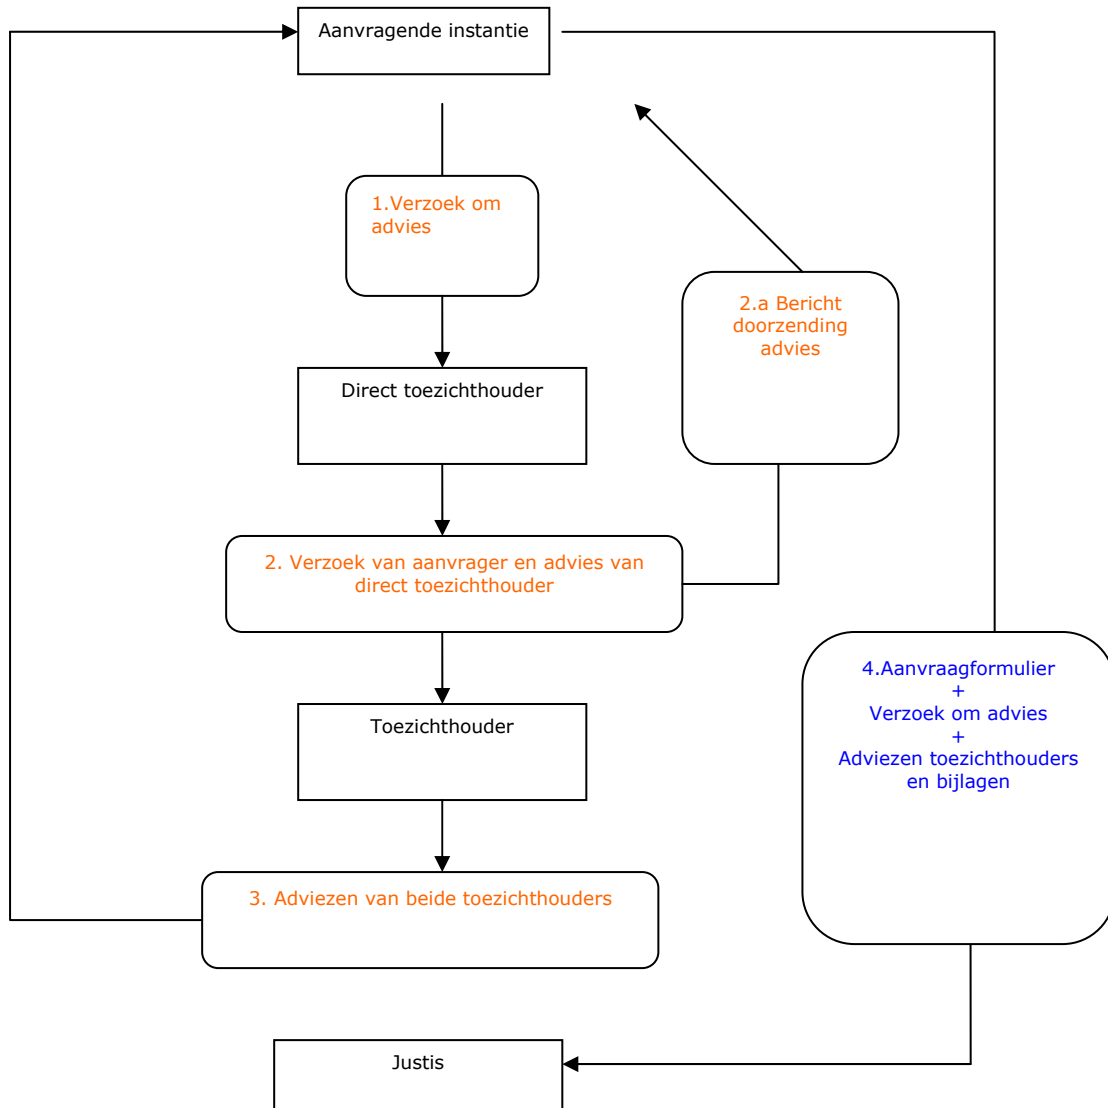 Aanvragende instantie
1.Verzoek om
advies
2.a Bericht
doorzending
advies
Direct toezichthouder
2. Verzoek van aanvrager en advies van
direct toezichthouder
4.Aanvraagformulier
+
Verzoek om advies
+
Adviezen toezichthouders
en bijlagen
Toezichthouder
3. Adviezen van beide toezichthouders
Justis